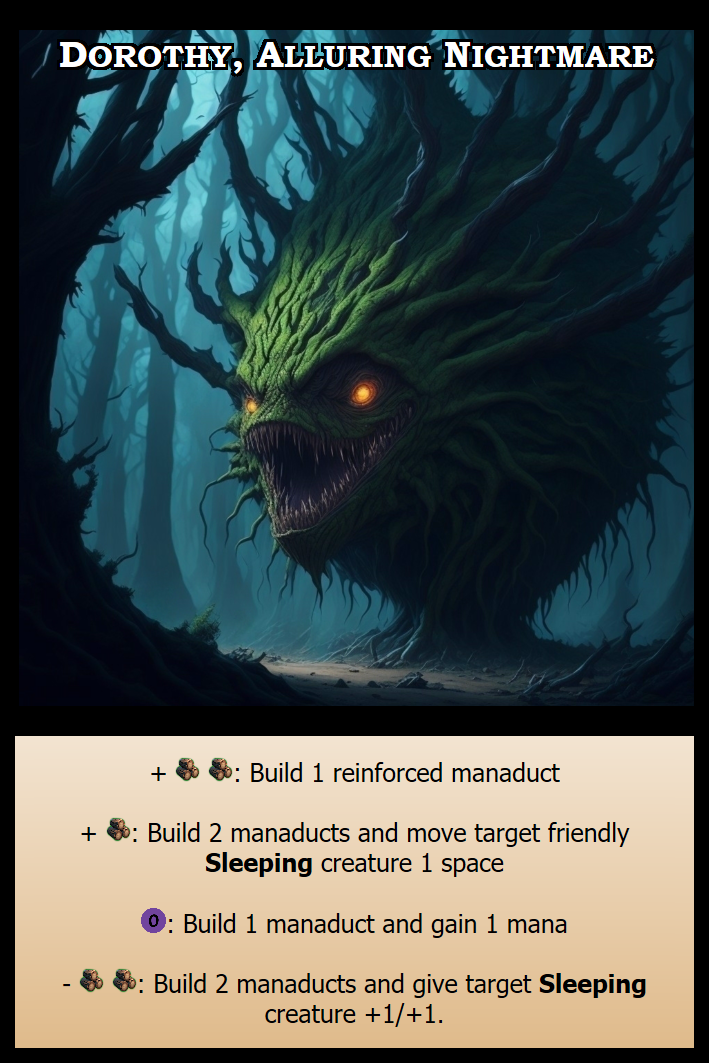 Dorothy, Alluring Nightmare
+ : Build 1 reinforced manaduct
+ : Build 2 manaducts and move target friendly
Sleeping creature 1 space
0: Build 1 manaduct and gain 1 mana
- : Build 2 manaducts and give target Sleeping
creature +1/+1.